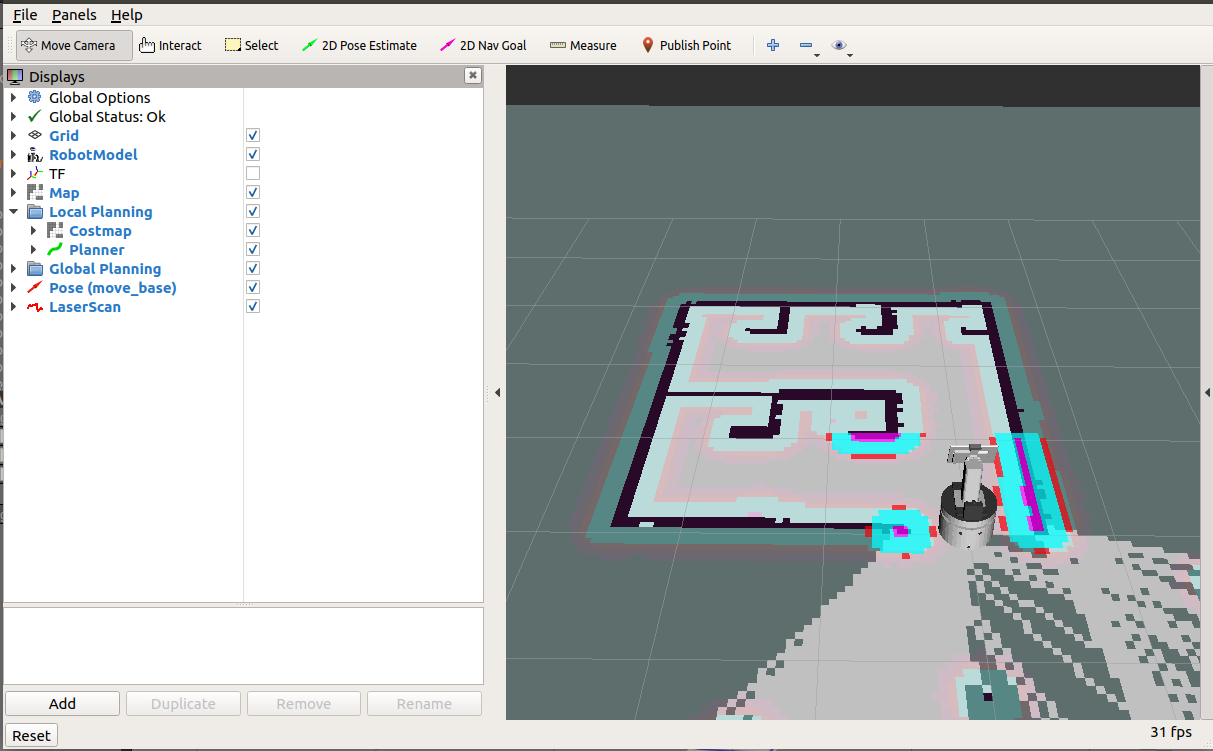 File Panels Help
Move Camera Interact Select 2D Pose Estimate 2D Nav Goal Measure Publish Point
Displays
Global Options
Global Status: Ok
Grid
RobotModel
TF
Map
Local Planning
Costmap
Planner
Global Planning
Pose (move_base)
LaserScan
Add Duplicate Remove Rename
Reset
31 fps